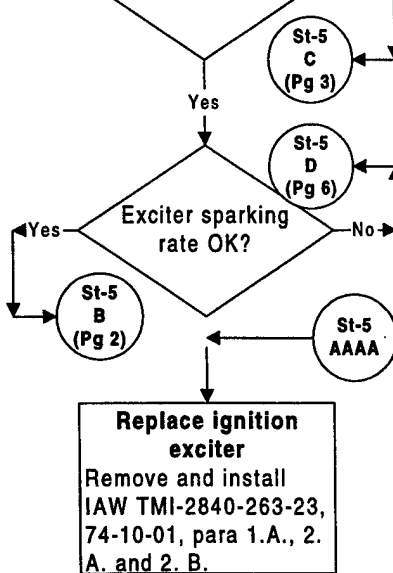 St-5
C
(Pg 3)
Yes
St-5
D
(Pg 6)
Exciter sparking
rate OK?
Yes
No
St-5
B
(Pg 2)
St-5
AAAA
Replace ignition
exciter
Remove and install
IAW TMI-2840-263-23,
74-10-01, para 1.A., 2.
A. and 2. B.